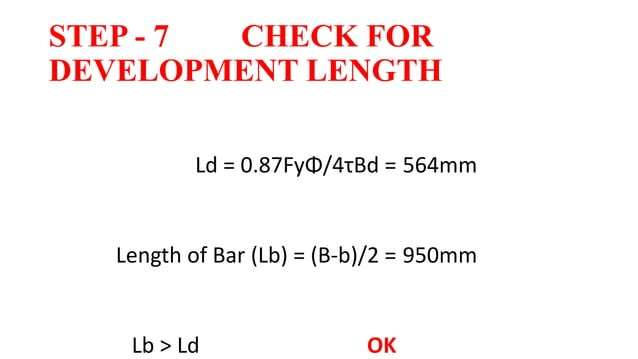 STEP - 7 CHECK FOR
DEVELOPMENT LENGTH
Ld = 0.87FyΦ/4τBd = 564mm
Length of Bar (Lb) = (B-b)/2 = 950mm
Lb > Ld OK